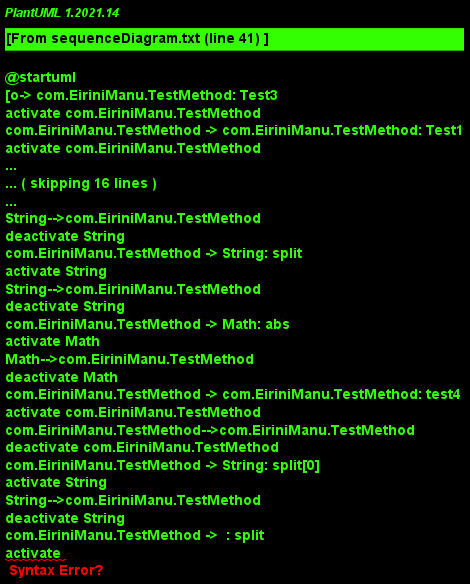 PlantUML 1.2021.14
[From sequenceDiagram.txt (line 41) ]
@startuml
[o-> com.EiriniManu.TestMethod: Test3
activate com.EiriniManu.TestMethod
com.EiriniManu.TestMethod -> com.EiriniManu.TestMethod: Test1
activate com.EiriniManu.TestMethod
...
... ( skipping 16 lines )
...
String-->com.EiriniManu.TestMethod
deactivate String
com.EiriniManu.TestMethod -> String: split
activate String
String-->com.EiriniManu.TestMethod
deactivate String
com.EiriniManu.TestMethod -> Math: abs
activate Math
Math-->com.EiriniManu.TestMethod
deactivate Math
com.EiriniManu.TestMethod -> com.EiriniManu.TestMethod: test4
activate com.EiriniManu.TestMethod
com.EiriniManu.TestMethod-->com.EiriniManu.TestMethod
deactivate com.EiriniManu.TestMethod
com.EiriniManu.TestMethod -> String: split[0]
activate String
String-->com.EiriniManu.TestMethod
deactivate String
com.EiriniManu.TestMethod ->  : split
activate
Syntax Error?